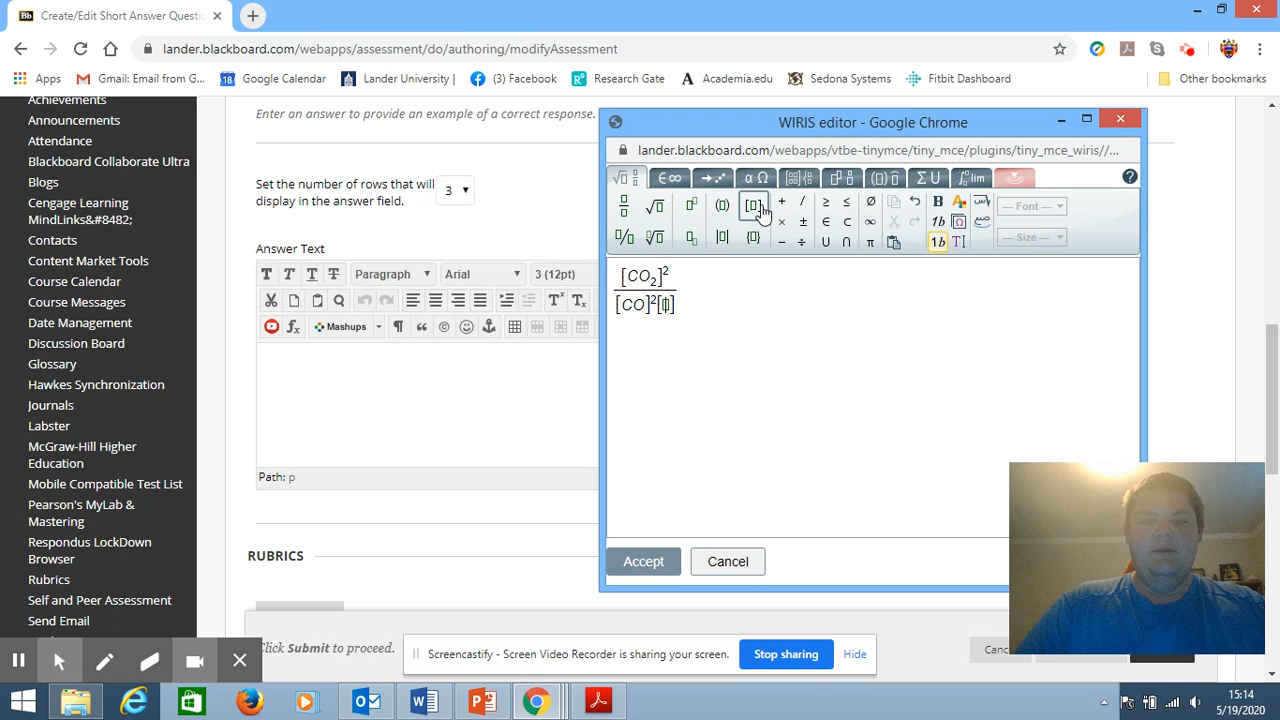 Create/Edit Short Answer Questi
lander.blackboard.com/webapps/assessment/do/authoring/modifyAssessment
Apps
Gmail: Email from G
Google Calendar
Lander University
(3) Facebook
Research Gate
Academia.edu
Sedona Systems
Fitbit Dashboard
Other bookmarks
Achievements
Announcements
Attendance
Blackboard Collaborate Ultra
Blogs
Cengage Learning
MindLinks&#8482;
Contacts
Content Market Tools
Course Calendar
Course Messages
Date Management
Discussion Board
Glossary
Hawkes Synchronization
Journals
Labster
McGraw-Hill Higher
Education
Mobile Compatible Test List
Pearson's MyLab &
Mastering
Respondus LockDown
Browser
Rubrics
Self and Peer Assessment
Send Email
Enter an answer to provide an example of a correct response.
Set the number of rows that will
display in the answer field.
3
Answer Text
Paragraph
Arial
3 (12pt)
Mashups
Path: p
RUBRICS
Click Submit to proceed.
Canc
WIRIS editor - Google Chrome
lander.blackboard.com/webapps/vtbe-tinymce/tiny_mce/plugins/tiny_mce_wiris//...
— Font —
— Size —
[CO₂]²
[CO]²[]
Accept
Cancel
Screencastify - Screen Video Recorder is sharing your screen.
Stop sharing
Hide
15:14
5/19/2020